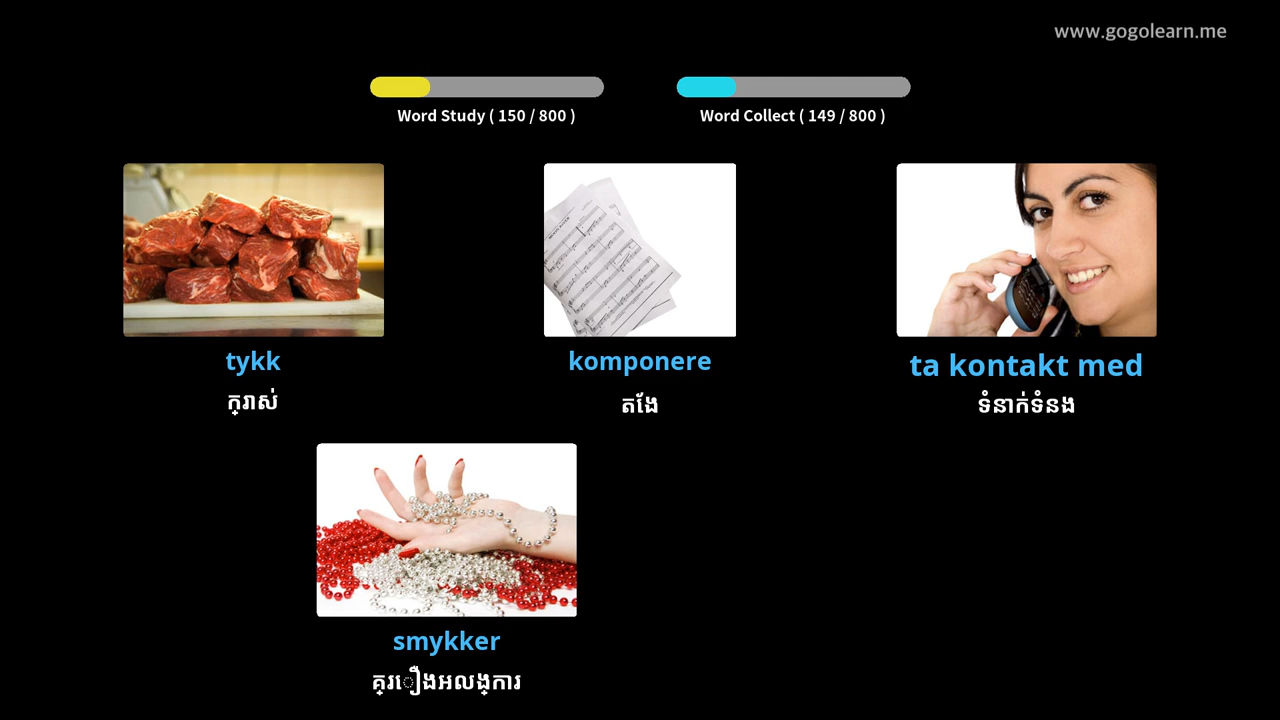 www.gogolearn.me
Word Study ( 150 / 800 )
Word Collect ( 149 / 800 )
tykk
komponere
ta kontakt med
ក្រាស់
តែង
ទំនាក់ទំនង
smykker
គ្រឿងអលង្ការ